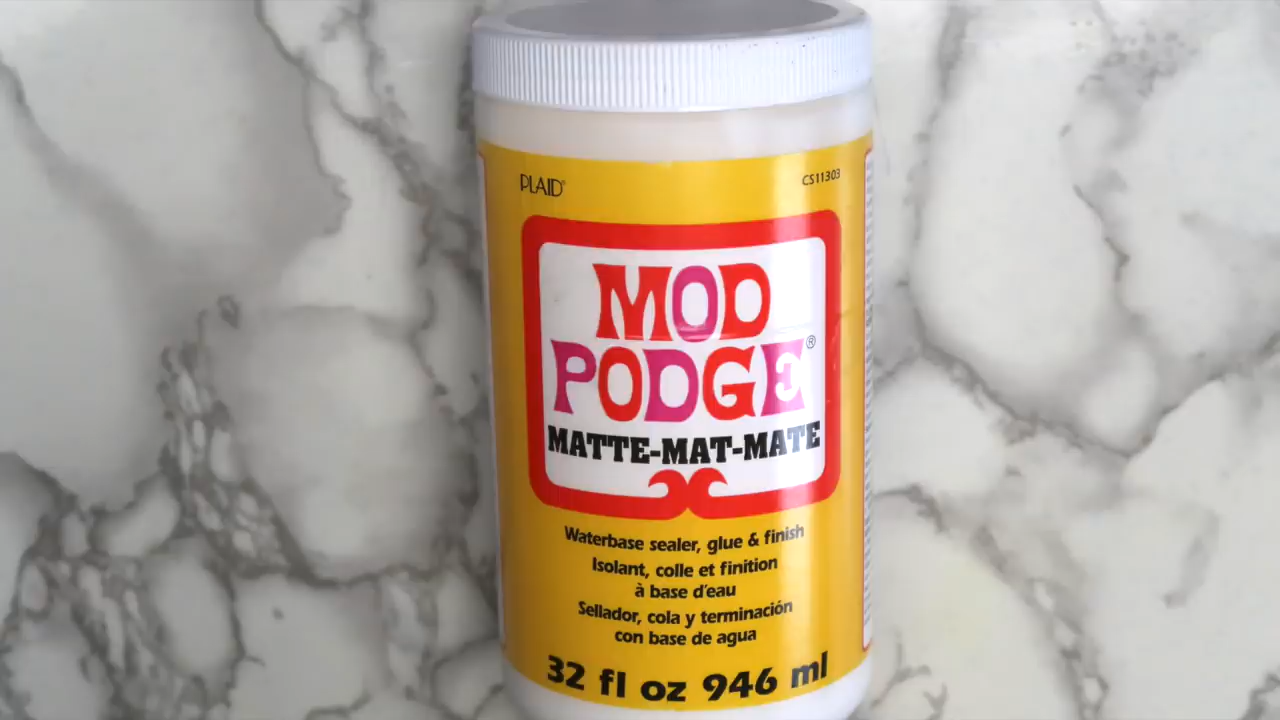 PLAID®
CS11303
MOD
PODGE®
MATTE-MAT-MATE
Waterbase sealer, glue & finish
Isolant, colle et finition
à base d'eau
Sellador, cola y terminación
con base de agua
32 fl oz 946 ml